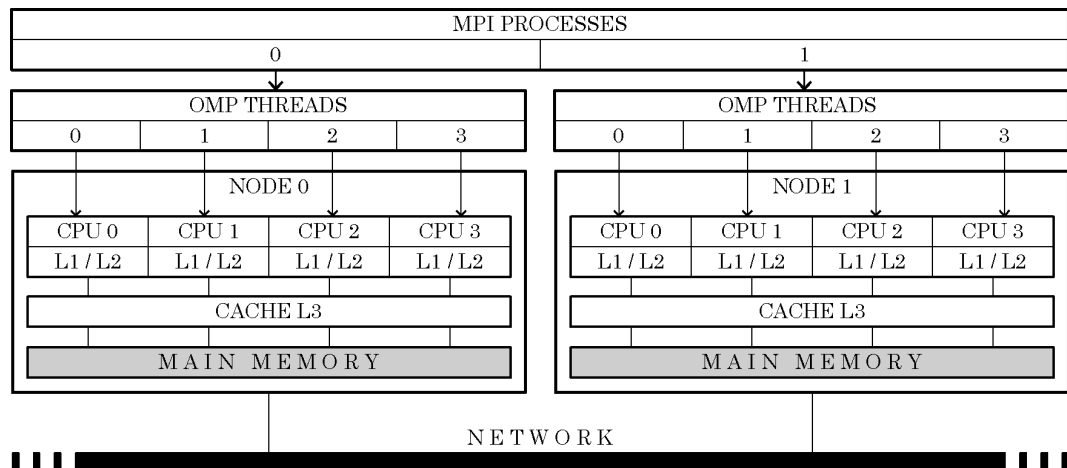 MPI PROCESSES
0 1
OMP THREADS OMP THREADS
0 1 2 3 0 1 2 3
NODE 0 NODE 1
CPU 0 CPU 1 CPU 2 CPU 3 CPU 0 CPU 1 CPU 2 CPU 3
L1 / L2 L1 / L2 L1 / L2 L1 / L2 L1 / L2 L1 / L2 L1 / L2 L1 / L2
CACHE L3 CACHE L3
MAIN MEMORY MAIN MEMORY
NETWORK